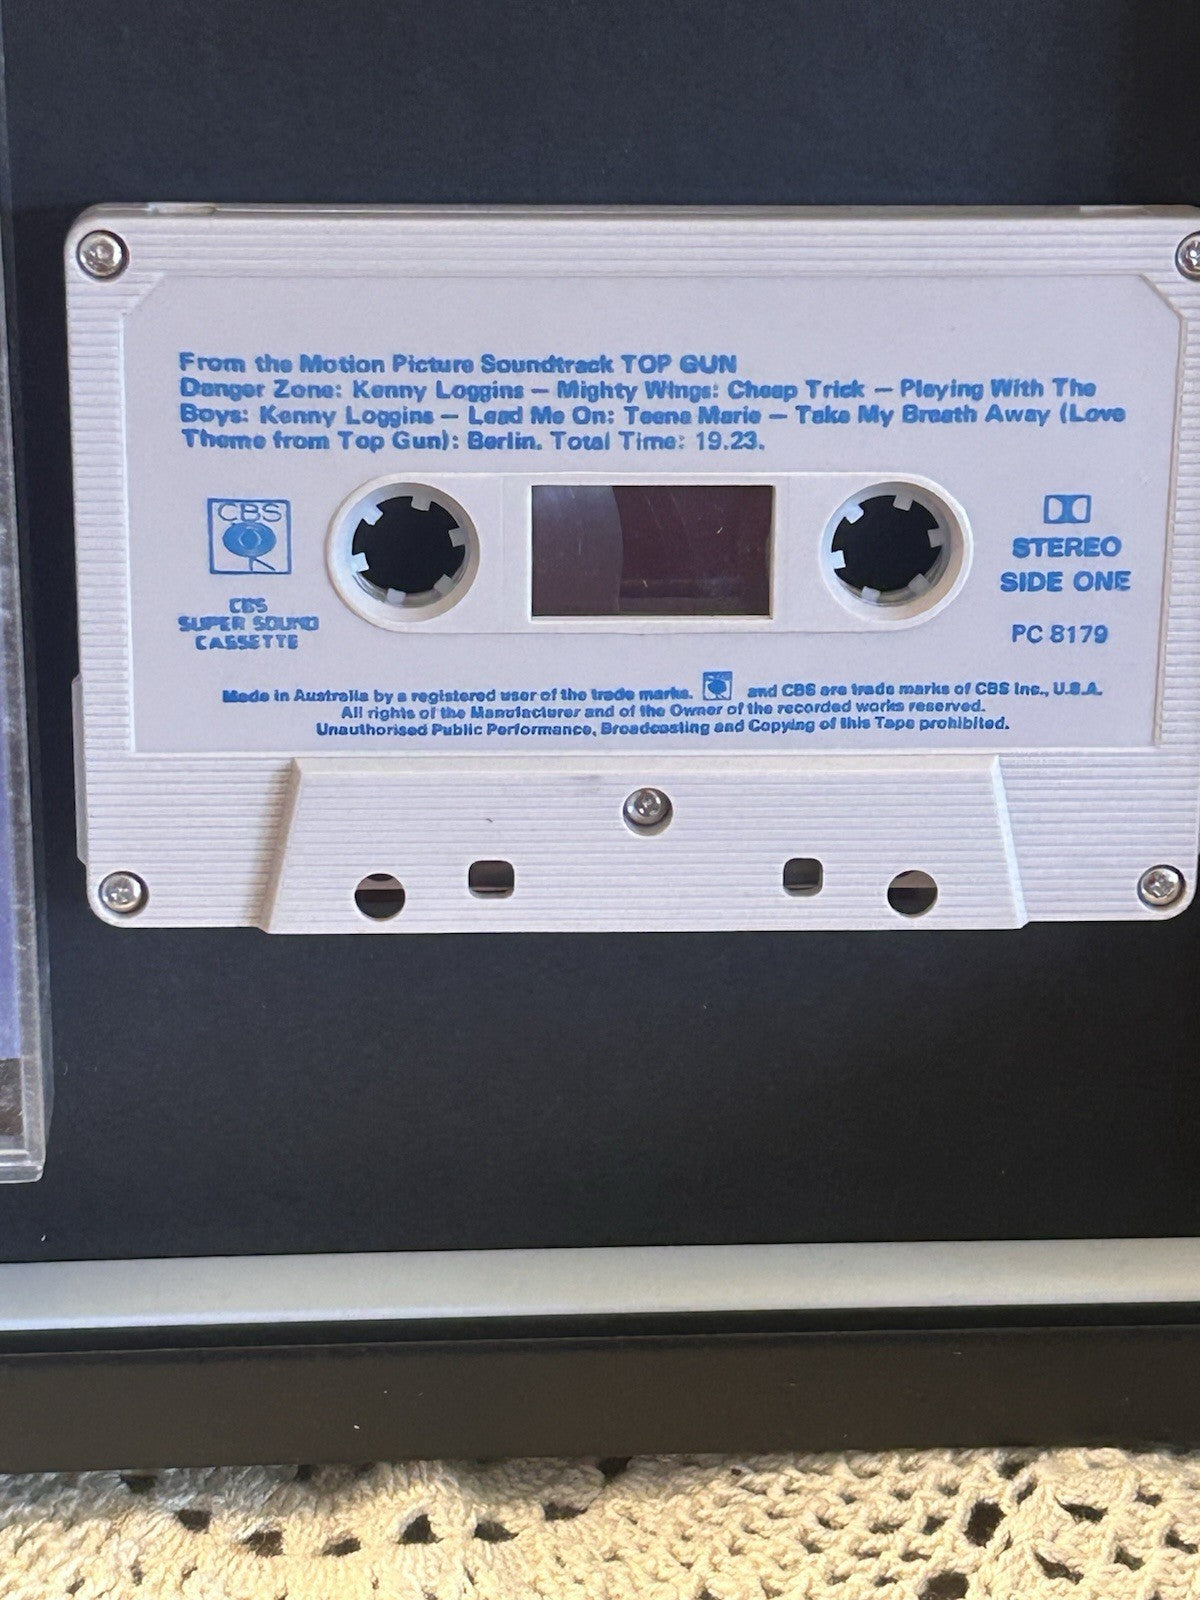 From the Motion Picture Soundtrack TOP GUN
Danger Zone: Kenny Loggins – Mighty Wings: Cheap Trick – Playing With The
Boys: Kenny Loggins – Lead Me On: Teena Marie – Take My Breath Away (Love
Theme from Top Gun): Berlin. Total Time: 19.23.
CBS
CBS
SUPER SOUND
CASSETTE
STEREO
SIDE ONE
PC 8179
Made in Australia by a registered user of the trade marks. and CBS are trade marks of CBS Inc., U.S.A.
All rights of the Manufacturer and of the Owner of the recorded works reserved.
Unauthorised Public Performance, Broadcasting and Copying of this Tape prohibited.